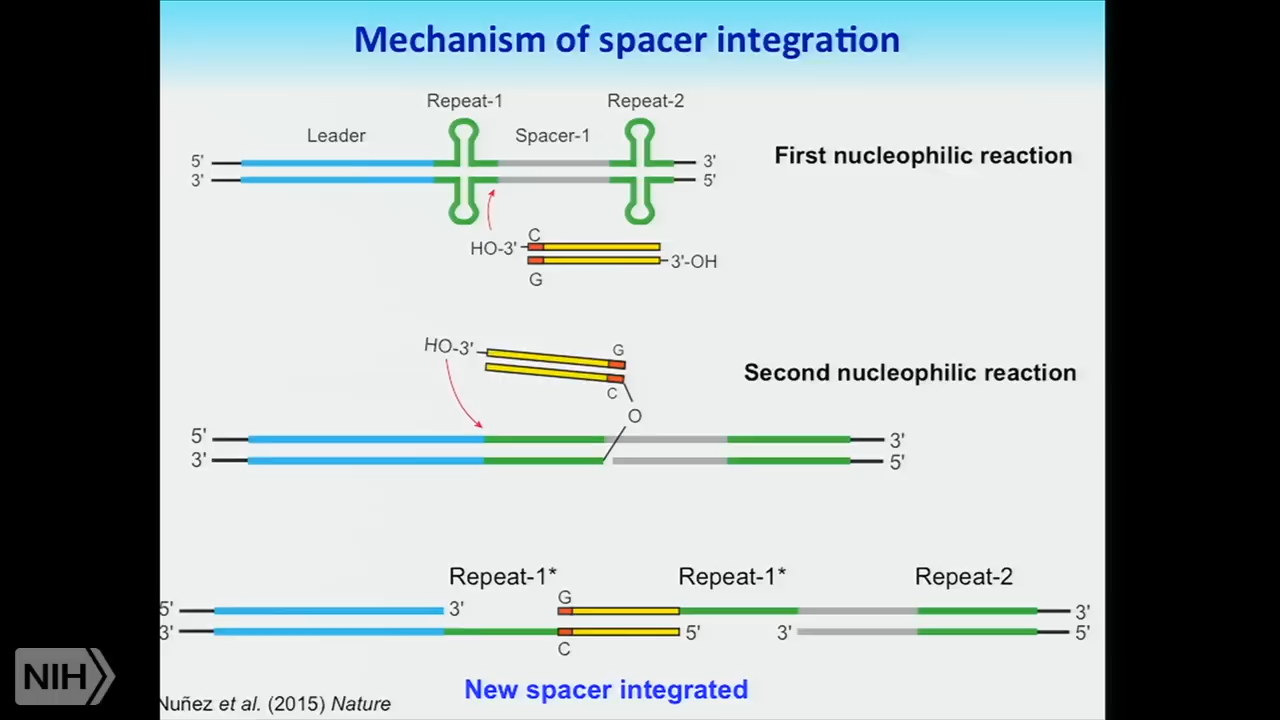 Mechanism of spacer integration
Repeat-1 Repeat-2
Leader Spacer-1
First nucleophilic reaction
5' 3'
3' 5'
C
HO-3'
3'-OH
G
HO-3'
G
Second nucleophilic reaction
C
O
5' 3'
3' 5'
Repeat-1* Repeat-1* Repeat-2
G
5' 3' 3'
3' 5' 3' 5'
C
NIH
New spacer integrated
Nuñez et al. (2015) Nature